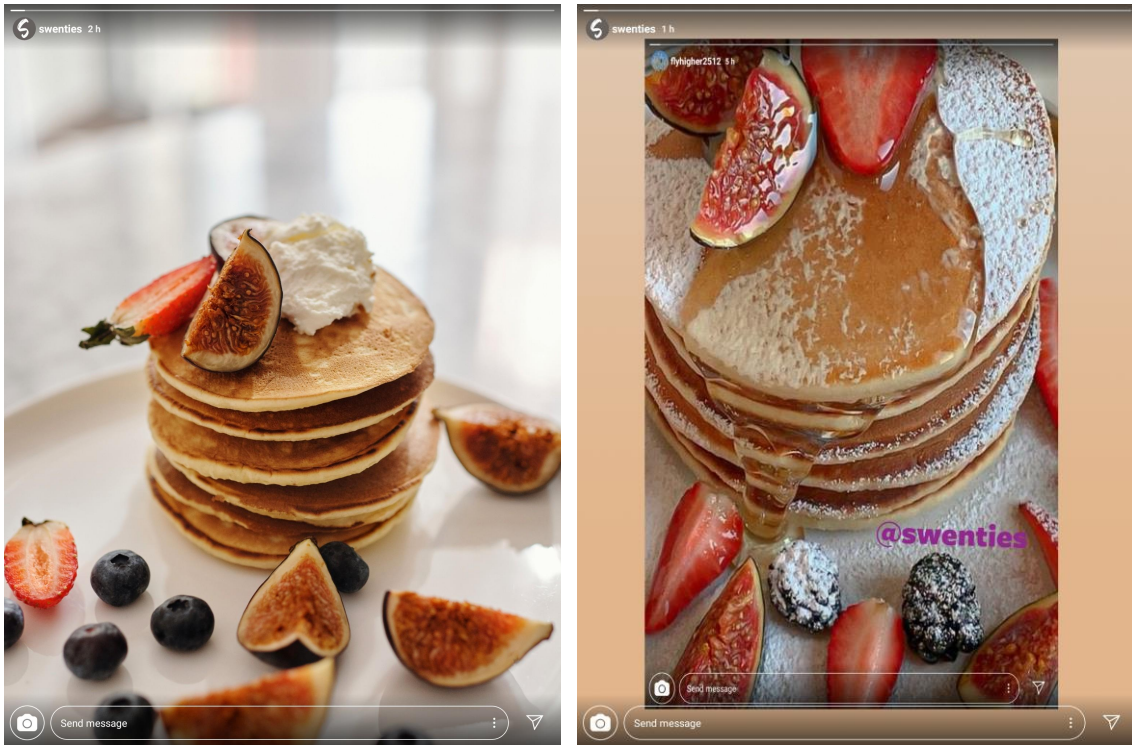 swenties 2 h
Send message
swenties 1 h
flyhigher2512 5 h
@swenties
Send message
Send message